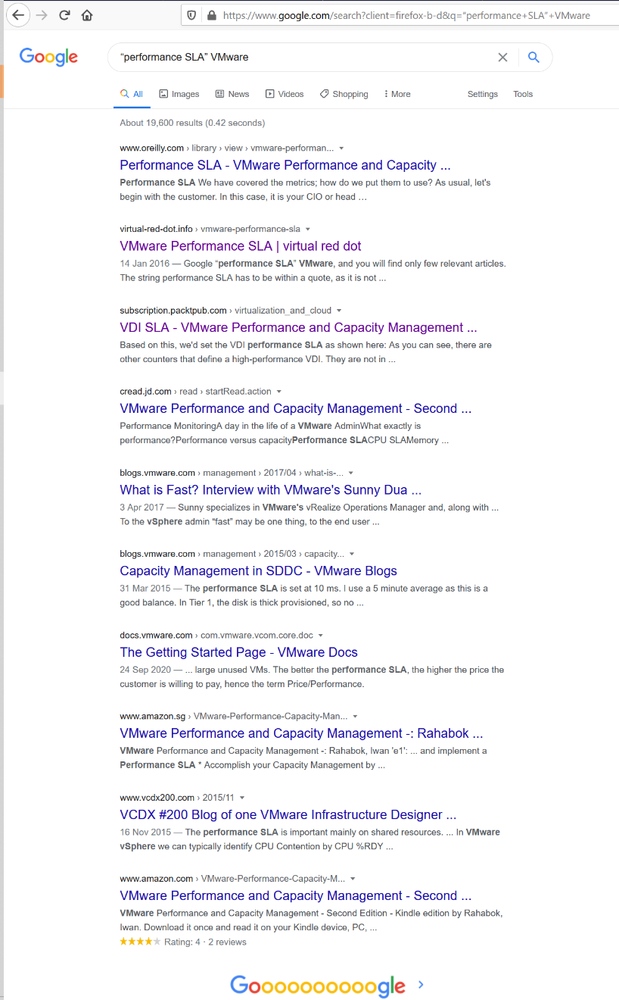 https://www.google.com/search?client=firefox-b-d&q="performance+SLA"+VMware
Google
“performance SLA” VMware
All Images News Videos Shopping More Settings Tools
About 19,600 results (0.42 seconds)
www.oreilly.com › library › view › vmware-performan...
Performance SLA - VMware Performance and Capacity ...
Performance SLA We have covered the metrics; how do we put them to use? As usual, let's
begin with the customer. In this case, it is your CIO or head …
virtual-red-dot.info › vmware-performance-sla
VMware Performance SLA | virtual red dot
14 Jan 2016 — Google “performance SLA” VMware, and you will find only few relevant articles.
The string performance SLA has to be within a quote, as it is not ...
subscription.packtpub.com › virtualization_and_cloud
VDI SLA - VMware Performance and Capacity Management ...
Based on this, we'd set the VDI performance SLA as shown here: As you can see, there are
other counters that define a high-performance VDI. They are not in ...
cread.jd.com › read › startRead.action
VMware Performance and Capacity Management - Second ...
Performance MonitoringA day in the life of a VMware AdminWhat exactly is
performance?Performance versus capacityPerformance SLACPU SLAMemory ...
blogs.vmware.com › management › 2017/04 › what-is-...
What is Fast? Interview with VMware's Sunny Dua ...
3 Apr 2017 — Sunny specializes in VMware's vRealize Operations Manager and, along with ...
To the vSphere admin “fast” may be one thing, to the end user ...
blogs.vmware.com › management › 2015/03 › capacity...
Capacity Management in SDDC - VMware Blogs
31 Mar 2015 — The performance SLA is set at 10 ms. I use a 5 minute average as this is a
good balance. In Tier 1, the disk is thick provisioned, so no ...
docs.vmware.com › com.vmware.vcom.core.doc
The Getting Started Page - VMware Docs
24 Sep 2020 — ... large unused VMs. The better the performance SLA, the higher the price the
customer is willing to pay, hence the term Price/Performance.
www.amazon.sg › VMware-Performance-Capacity-Man...
VMware Performance and Capacity Management -: Rahabok ...
VMware Performance and Capacity Management -: Rahabok, Iwan 'e1': ... and implement a
Performance SLA * Accomplish your Capacity Management by ...
www.vcdx200.com › 2015/11
VCDX #200 Blog of one VMware Infrastructure Designer ...
16 Nov 2015 — The performance SLA is important mainly on shared resources. ... In VMware
vSphere we can typically identify CPU Contention by CPU %RDY ...
www.amazon.com › VMware-Performance-Capacity-M...
VMware Performance and Capacity Management - Second ...
VMware Performance and Capacity Management - Second Edition - Kindle edition by Rahabok,
Iwan. Download it once and read it on your Kindle device, PC, ...
Rating: 4 · 2 reviews
Goooooooooogle ›